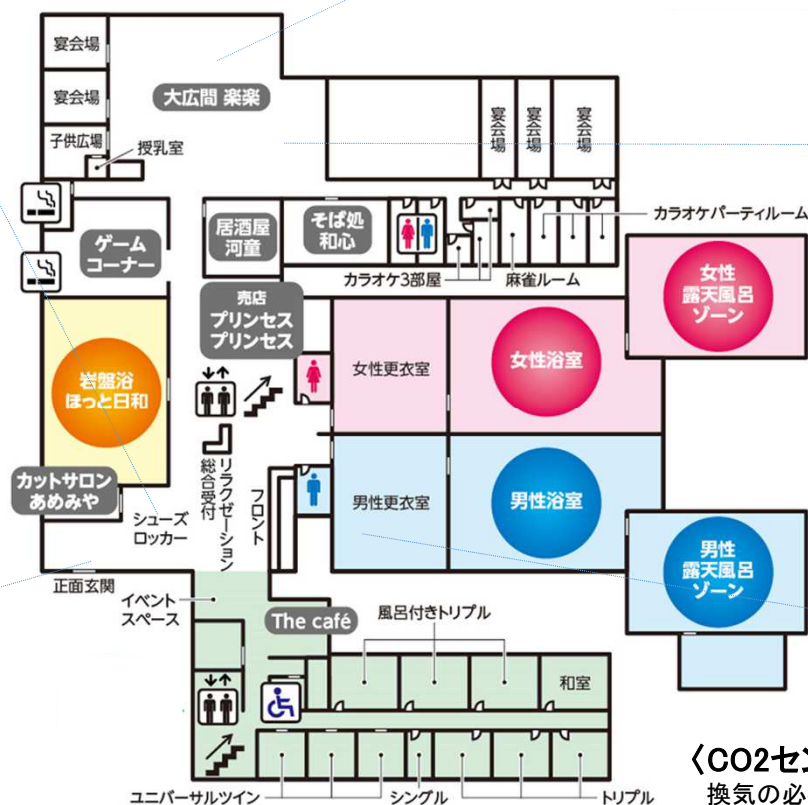 宴会場
宴会場
大広間 楽楽
子供広場
授乳室
宴会場
宴会場
宴会場
居酒屋
河童
そば処
和心
カラオケパーティルーム
ゲーム
コーナー
カラオケ3部屋
麻雀ルーム
売店
プリンセス
プリンセス
女性
露天風呂
ゾーン
岩盤浴
ほっと日和
女性更衣室
女性浴室
カットサロン
あめみや
シューズ
ロッカー
総合受付
リラクゼーション
フロント
男性更衣室
男性浴室
男性
露天風呂
ゾーン
正面玄関
イベント
スペース
The café
風呂付きトリプル
和室
ユニバーサルツイン
シングル
トリプル
〈CO2セン
換気の必